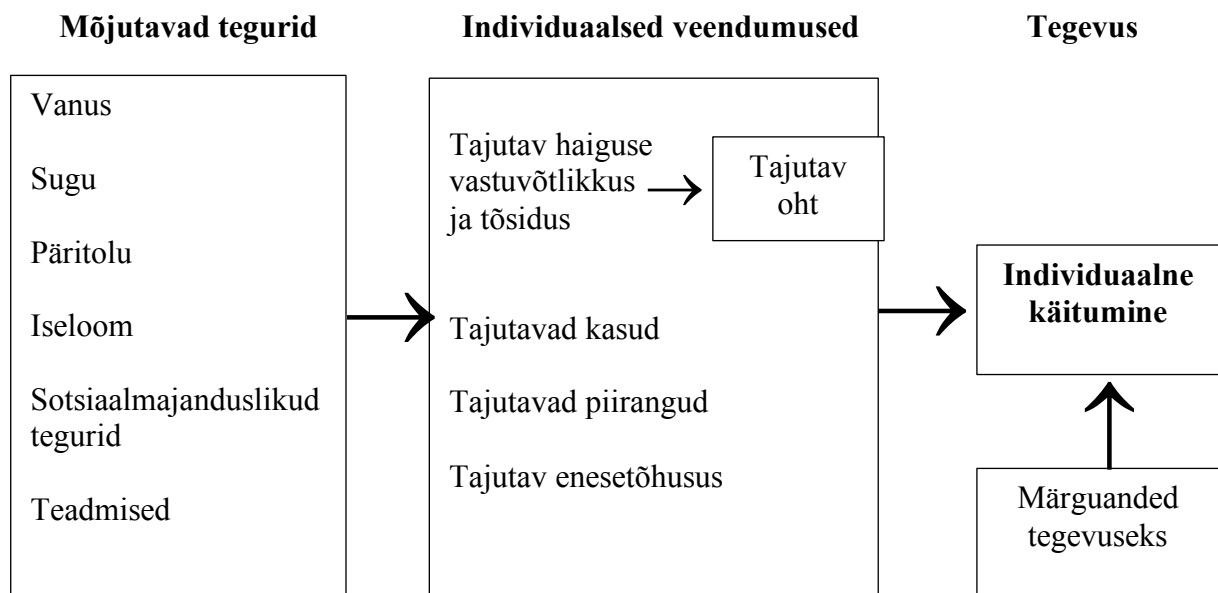 Mõjutavad tegurid
Individuaalsed veendumused
Tegevus
Vanus
Sugu
Päritolu
Iseloom
Sotsiaalmajanduslikud
tegurid
Teadmised
Tajutav haiguse
vastuvõtlikkus
ja tõsidus
Tajutav
oht
Tajutavad kasud
Tajutavad piirangud
Tajutav enesetõhusus
Individuaalne
käitumine
Märguanded
tegevuseks